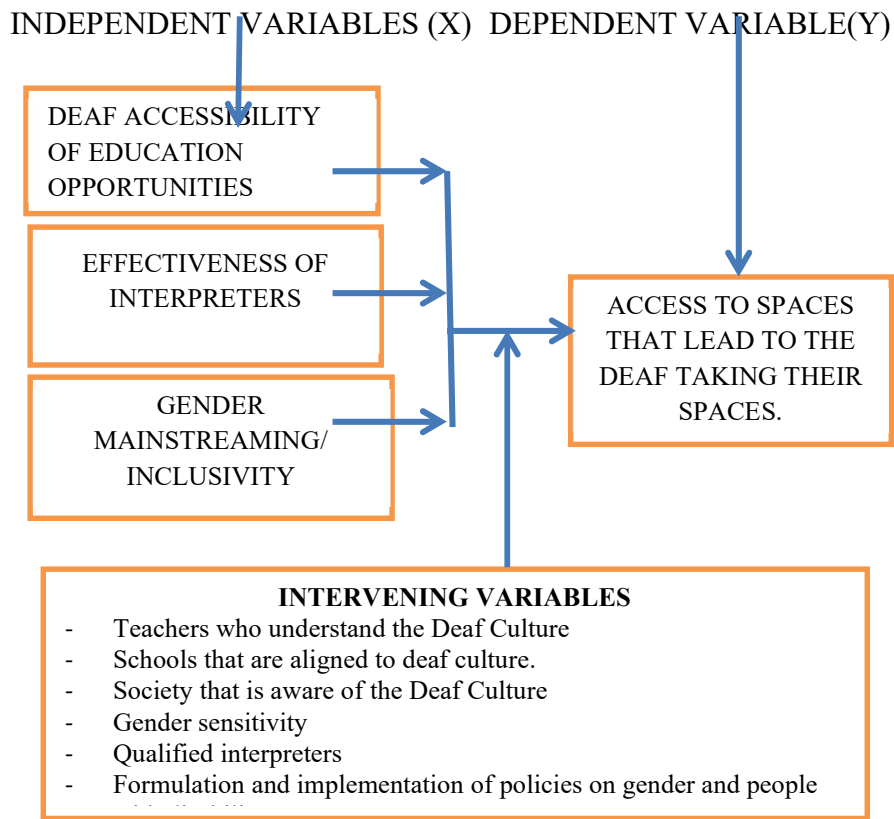 INDEPENDENT VARIABLES (X) DEPENDENT VARIABLE(Y)
DEAF ACCESSIBILITY
OF EDUCATION
OPPORTUNITIES
EFFECTIVENESS OF
INTERPRETERS
GENDER
MAINSTREAMING/
INCLUSIVITY
ACCESS TO SPACES
THAT LEAD TO THE
DEAF TAKING THEIR
SPACES.
INTERVENING VARIABLES
- Teachers who understand the Deaf Culture
- Schools that are aligned to deaf culture.
- Society that is aware of the Deaf Culture
- Gender sensitivity
- Qualified interpreters
- Formulation and implementation of policies on gender and people